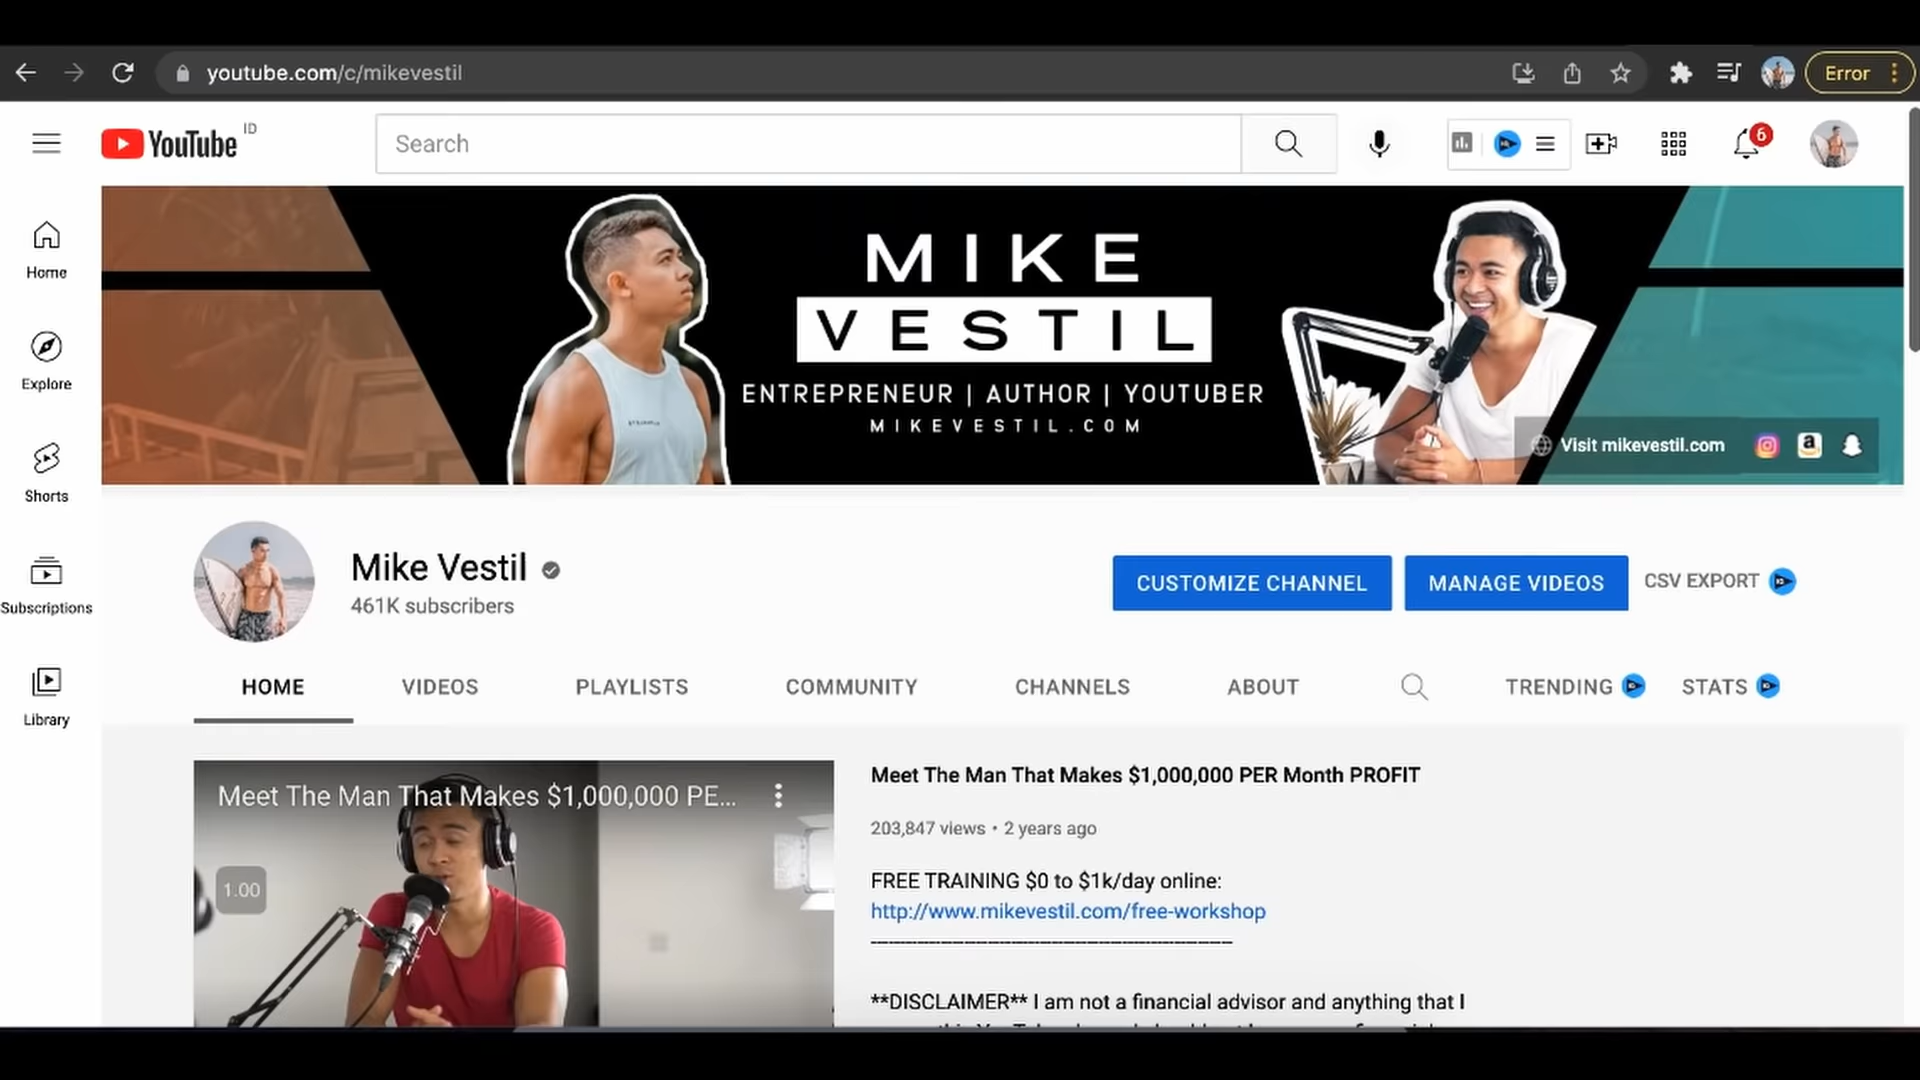 youtube.com/c/mikevestil
Error
YouTube ID
Search
6
MIKE
VESTIL
ENTREPRENEUR | AUTHOR | YOUTUBER
MIKEVESTIL.COM
Visit mikevestil.com
Home
Explore
Shorts
Subscriptions
Library
Mike Vestil
461K subscribers
CUSTOMIZE CHANNEL
MANAGE VIDEOS
CSV EXPORT
HOME
VIDEOS
PLAYLISTS
COMMUNITY
CHANNELS
ABOUT
TRENDING
STATS
Meet The Man That Makes $1,000,000 PE...
1.00
Meet The Man That Makes $1,000,000 PER Month PROFIT
203,847 views • 2 years ago
FREE TRAINING $0 to $1k/day online:
http://www.mikevestil.com/free-workshop
**DISCLAIMER** I am not a financial advisor and anything that I